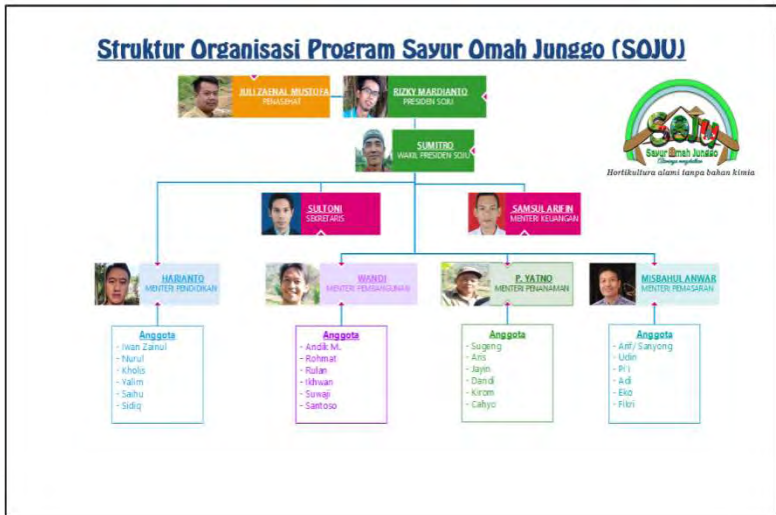 Struktur Organisasi Program Sayur Omah Junggo (SOJU)
JULI ZAENAL MUSTOFA
PENASEHAT
RIZKY MARDIANTO
PRESIDEN SOJU
SUMITRO
WAKIL PRESIDEN SOJU
SOJU
Sayur Omah Junggo
Hortikultura alami tanpa bahan kimia
SULTONI
SEKRETARIS
SAMSUL ARIFIN
MENTERI KEUANGAN
HARIANTO
MENTERI PENDIDIKAN
WANDI
MENTERI PEMBANGUNAN
P. YATNO
MENTERI PENANAMAN
MISBAHUL ANWAR
MENTERI PEMASARAN
Anggota
- Iwan Zainul
- Nurul
- Kholis
- Yalim
- Saihu
- Sidiq
Anggota
- Andik M.
- Rohmat
- Rulan
- Ikhwan
- Suwaji
- Santoso
Anggota
- Sugeng
- Aris
- Jayin
- Dandi
- Kirom
- Cahyo
Anggota
- Arif/ Sanyong
- Udin
- Pi'i
- Adi
- Eko
- Fikri